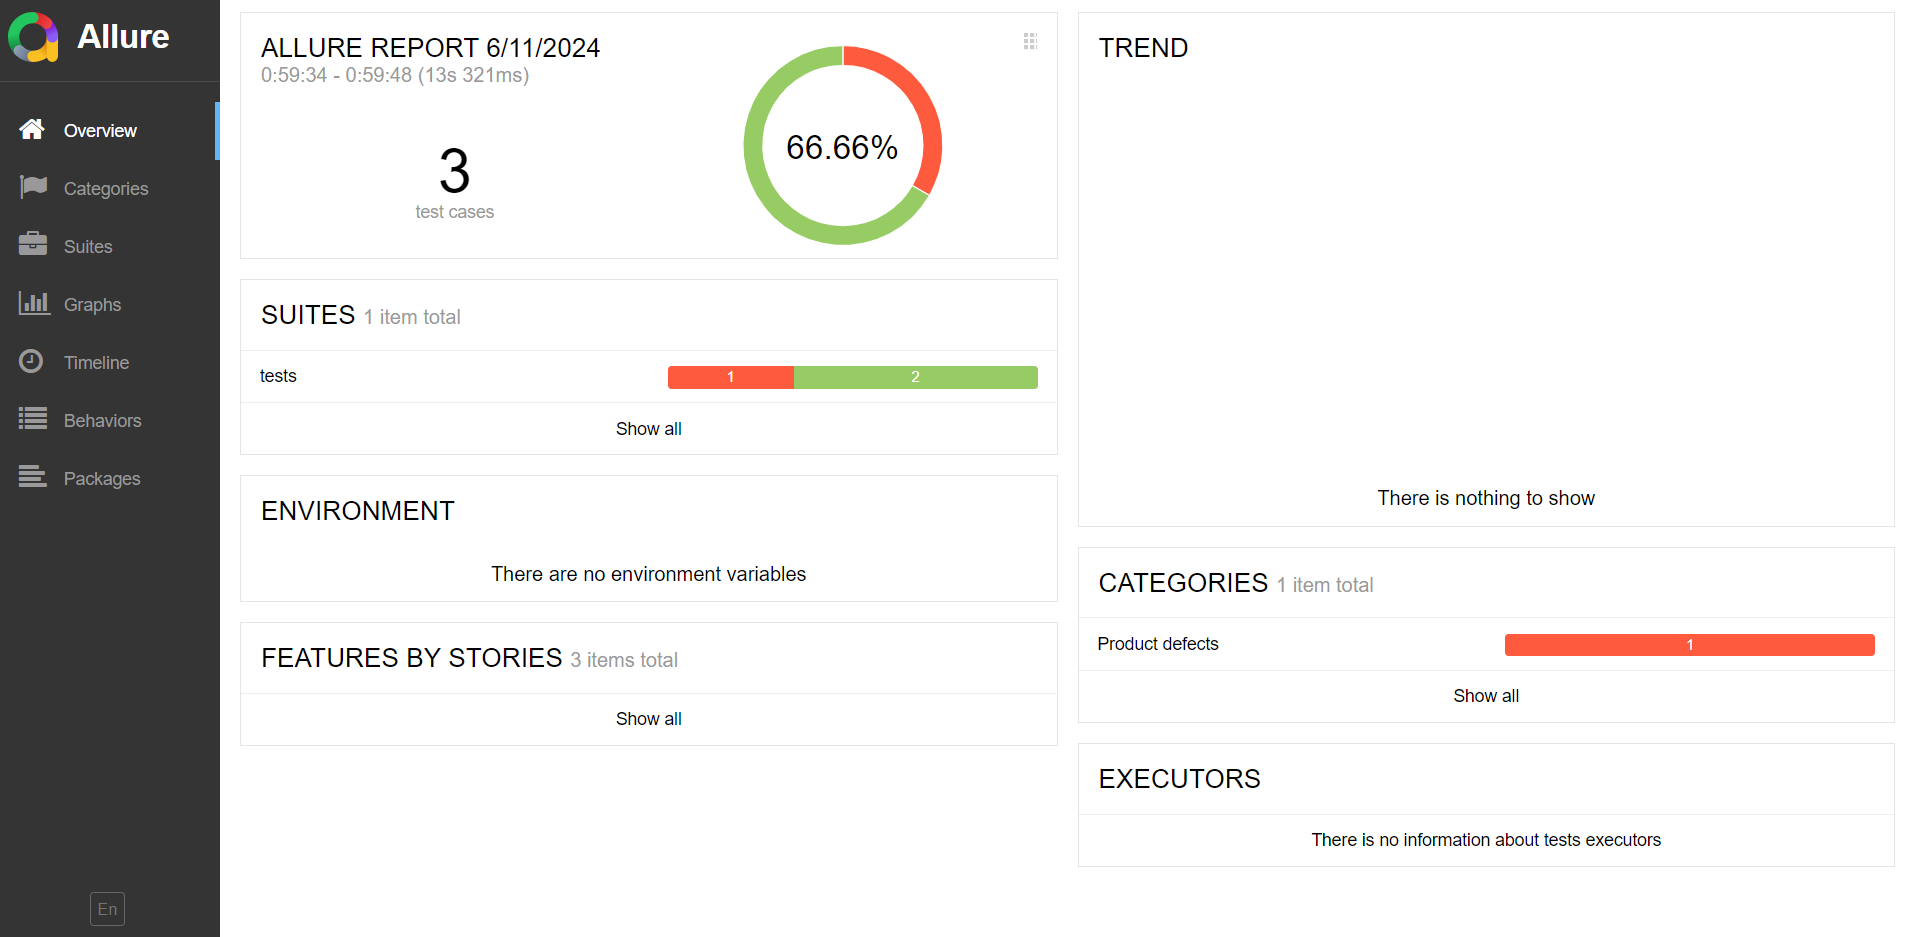 Allure
Overview
Categories
Suites
Graphs
Timeline
Behaviors
Packages
En
ALLURE REPORT 6/11/2024
0:59:34 - 0:59:48 (13s 321ms)
3
test cases
66.66%
SUITES 1 item total
tests 1 2
Show all
ENVIRONMENT
There are no environment variables
FEATURES BY STORIES 3 items total
Show all
TREND
There is nothing to show
CATEGORIES 1 item total
Product defects 1
Show all
EXECUTORS
There is no information about tests executors